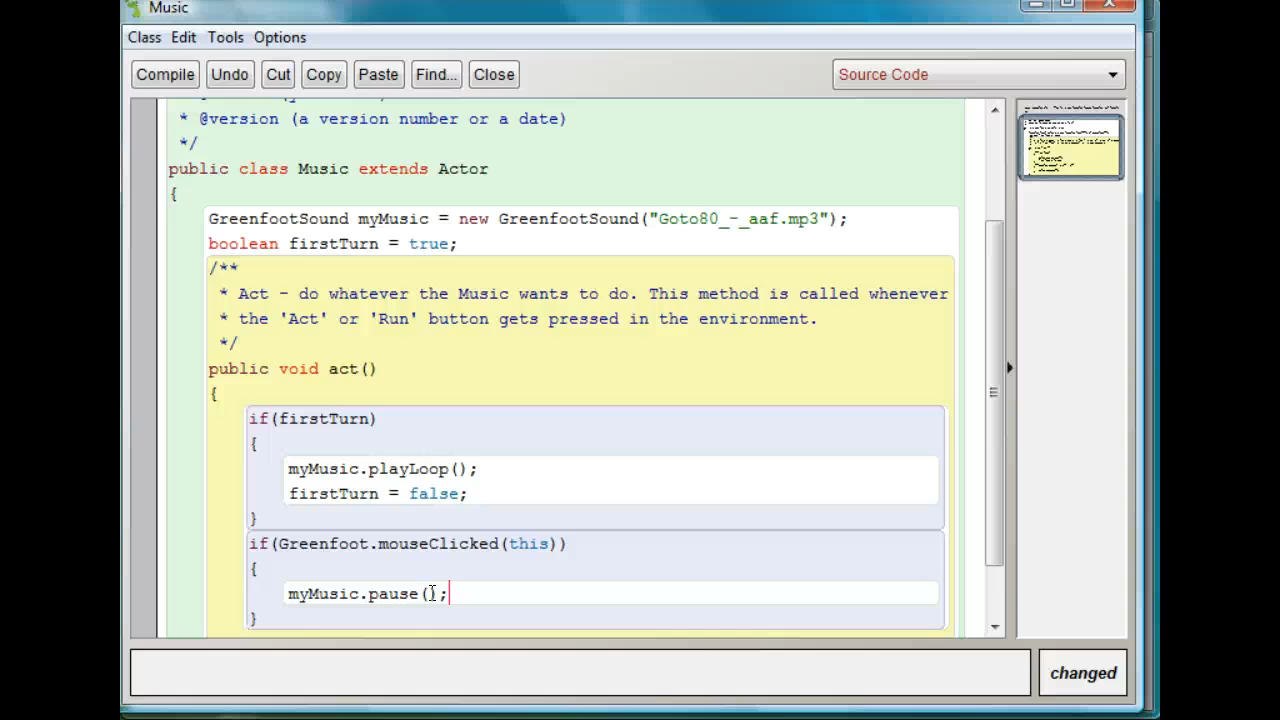 Music
Class Edit Tools Options
Compile Undo Cut Copy Paste Find... Close Source Code
* @version (a version number or a date)
*/
public class Music extends Actor
{
GreenfootSound myMusic = new GreenfootSound("Goto80_-_aaf.mp3");
boolean firstTurn = true;
/**
* Act - do whatever the Music wants to do. This method is called whenever
* the 'Act' or 'Run' button gets pressed in the environment.
*/
public void act()
{
if(firstTurn)
{
myMusic.playLoop();
firstTurn = false;
}
if(Greenfoot.mouseClicked(this))
{
myMusic.pause();
}
changed